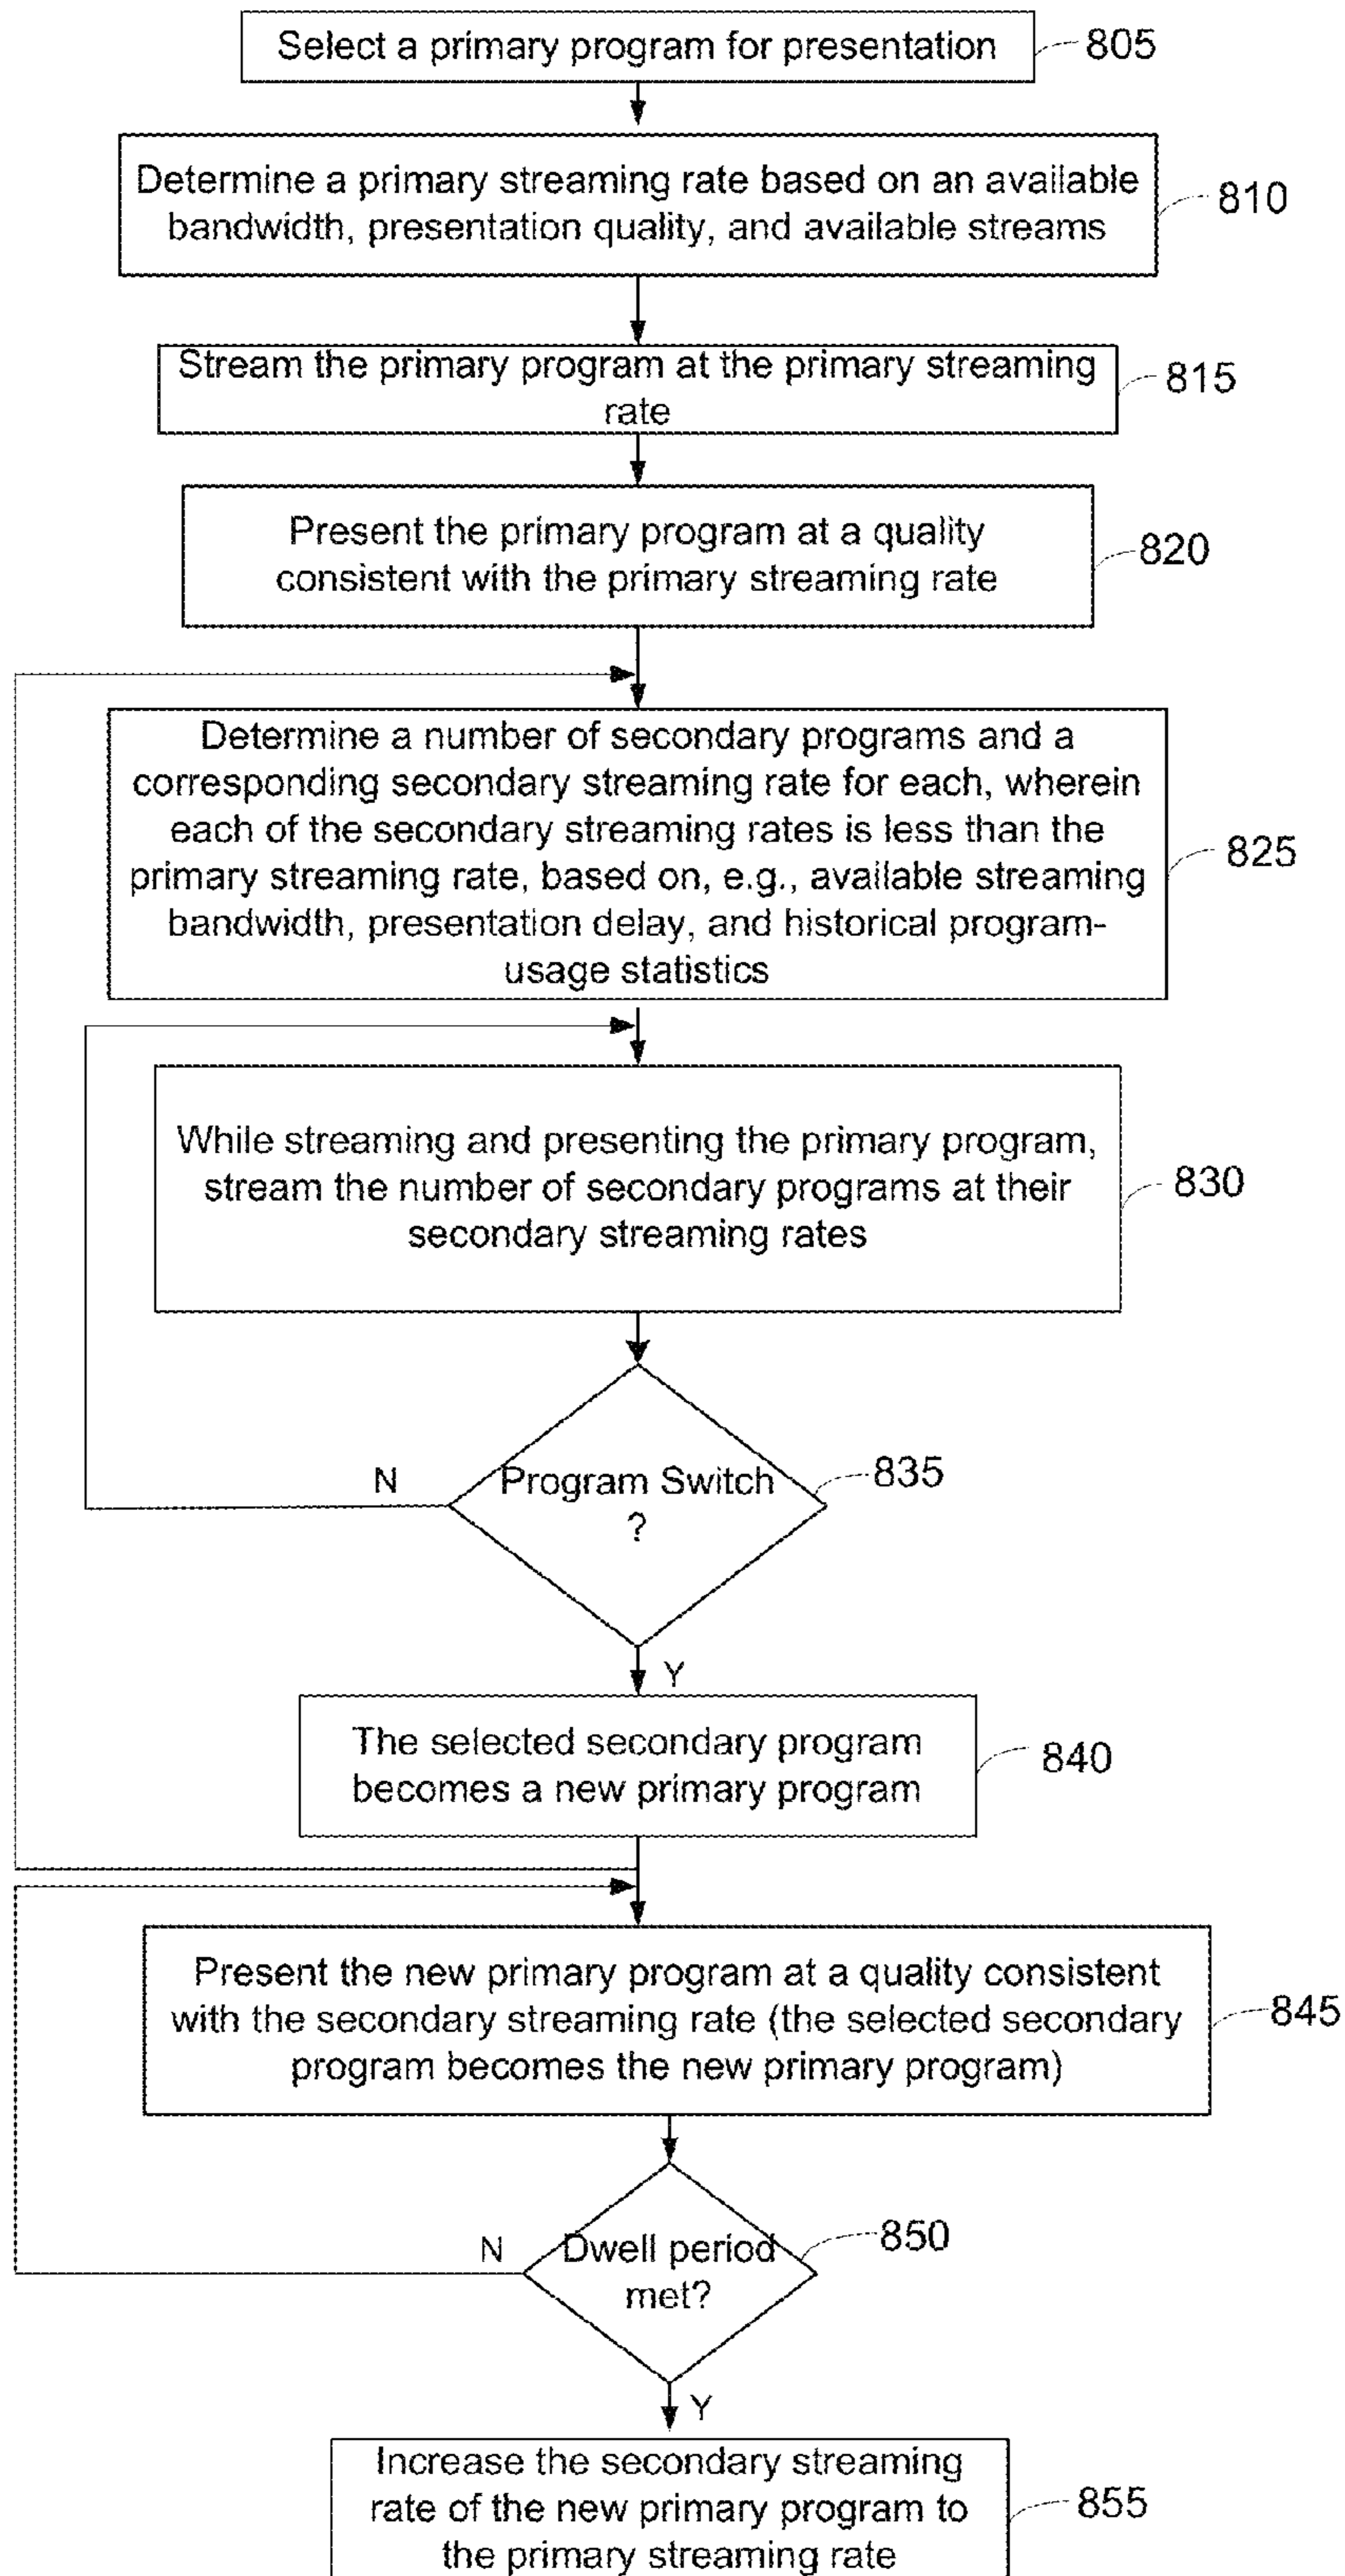 Select a primary program for presentation
805
Determine a primary streaming rate based on an available
bandwidth, presentation quality, and available streams
810
Stream the primary program at the primary streaming
rate
815
Present the primary program at a quality
consistent with the primary streaming rate
820
Determine a number of secondary programs and a
corresponding secondary streaming rate for each, wherein
each of the secondary streaming rates is less than the
primary streaming rate, based on, e.g., available streaming
bandwidth, presentation delay, and historical program-
usage statistics
825
While streaming and presenting the primary program,
stream the number of secondary programs at their
secondary streaming rates
830
Program Switch
?
835
N
Y
The selected secondary program
becomes a new primary program
840
Present the new primary program at a quality consistent
with the secondary streaming rate (the selected secondary
program becomes the new primary program)
845
Dwell period
met?
850
N
Y
Increase the secondary streaming
rate of the new primary program to
the primary streaming rate
855